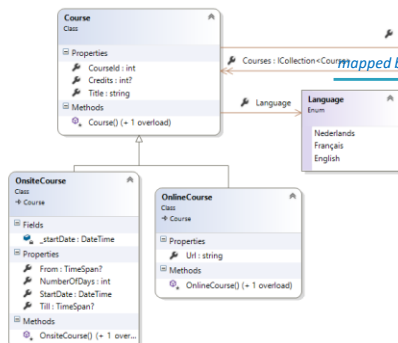 Course
Class
Properties
CourseId : int
Credits : int?
Title : string
Methods
Course() (+ 1 overload)
Courses : ICollection<Course
mapped b
Language
Language
Enum
Nederlands
Français
English
OnsiteCourse
Class
Course
Fields
_startDate : DateTime
Properties
From : TimeSpan?
NumberOfDays : int
StartDate : DateTime
Till : TimeSpan?
Methods
OnsiteCourse() (+ 1 over...
OnlineCourse
Class
Course
Properties
Url : string
Methods
OnlineCourse() (+ 1 overload)